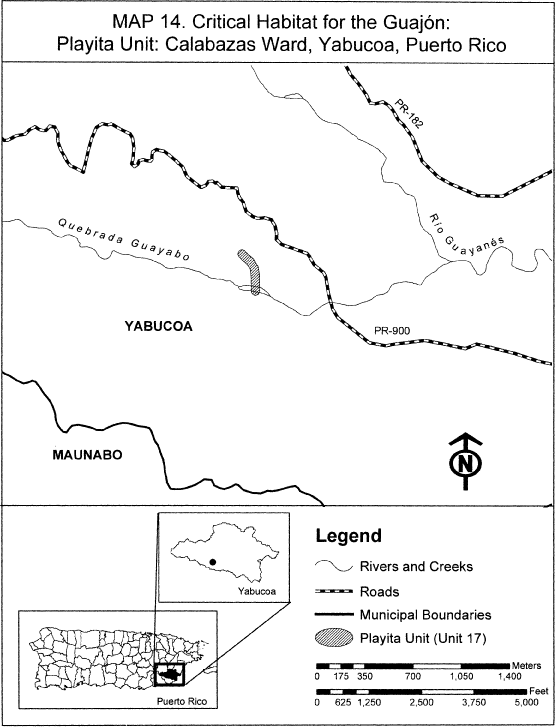 MAP 14. Critical Habitat for the Guajón:
Playita Unit: Calabazas Ward, Yabucoa, Puerto Rico
PR-182
Río Guayanés
Quebrada Guayabo
YABUCOA
PR-900
MAUNABO
N
Yabucoa
Puerto Rico
Legend
Rivers and Creeks
Roads
Municipal Boundaries
Playita Unit (Unit 17)
Meters
0 175 350 700 1,050 1,400
Feet
0 625 1,250 2,500 3,750 5,000